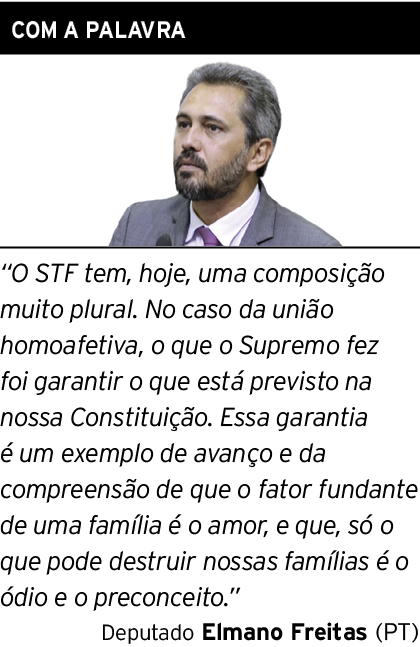 COM A PALAVRA
“O STF tem, hoje, uma composição
muito plural. No caso da união
homoafetiva, o que o Supremo fez
foi garantir o que está previsto na
nossa Constituição. Essa garantia
é um exemplo de avanço e da
compreensão de que o fator fundante
de uma família é o amor, e que, só o
que pode destruir nossas famílias é o
ódio e o preconceito.”
Deputado Elmano Freitas (PT)